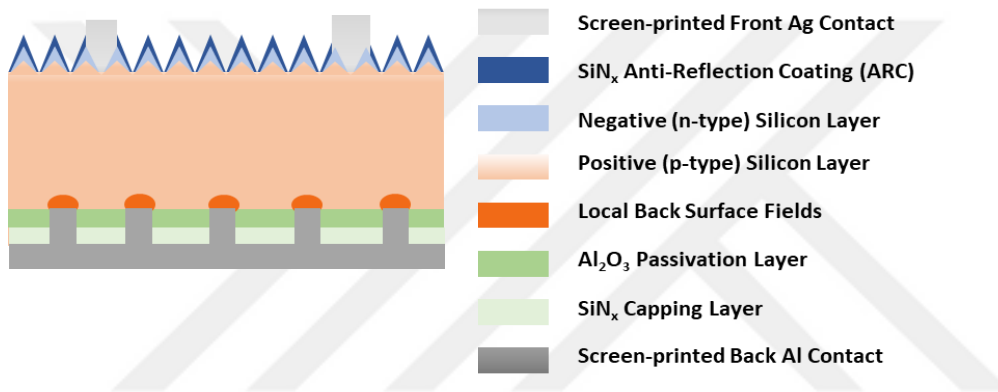 Screen-printed Front Ag Contact
SiNₓ Anti-Reflection Coating (ARC)
Negative (n-type) Silicon Layer
Positive (p-type) Silicon Layer
Local Back Surface Fields
Al₂O₃ Passivation Layer
SiNₓ Capping Layer
Screen-printed Back Al Contact